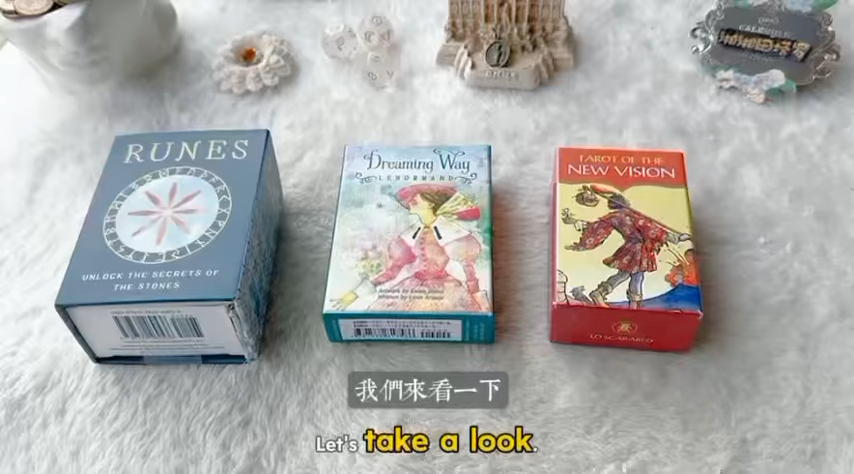 RUNES
UNLOCK THE SECRETS OF
THE STONES
Dreaming Way
LENORMAND
TAROT OF THE
NEW VISION
LO SCARABEO
我們來看一下
Let's take a look.